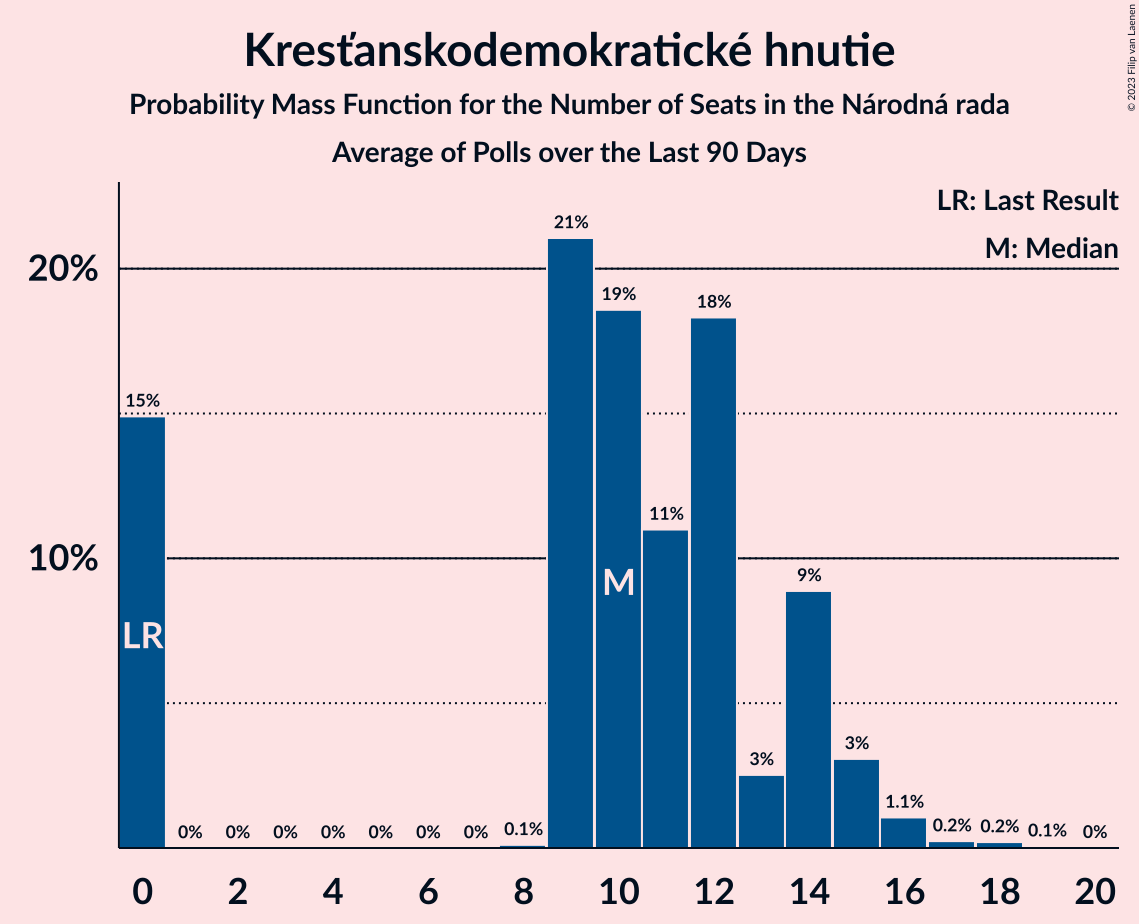 Kresťanskodemokratické hnutie
Probability Mass Function for the Number of Seats in the Národná rada
Average of Polls over the Last 90 Days
© 2023 Filip van Laenen
LR: Last Result
M: Median
20%
10%
15%
0%
0%
0%
0%
0%
0%
0%
0.1%
21%
19%
11%
18%
3%
9%
3%
1.1%
0.2%
0.2%
0.1%
0%
LR
M
0 2 4 6 8 10 12 14 16 18 20